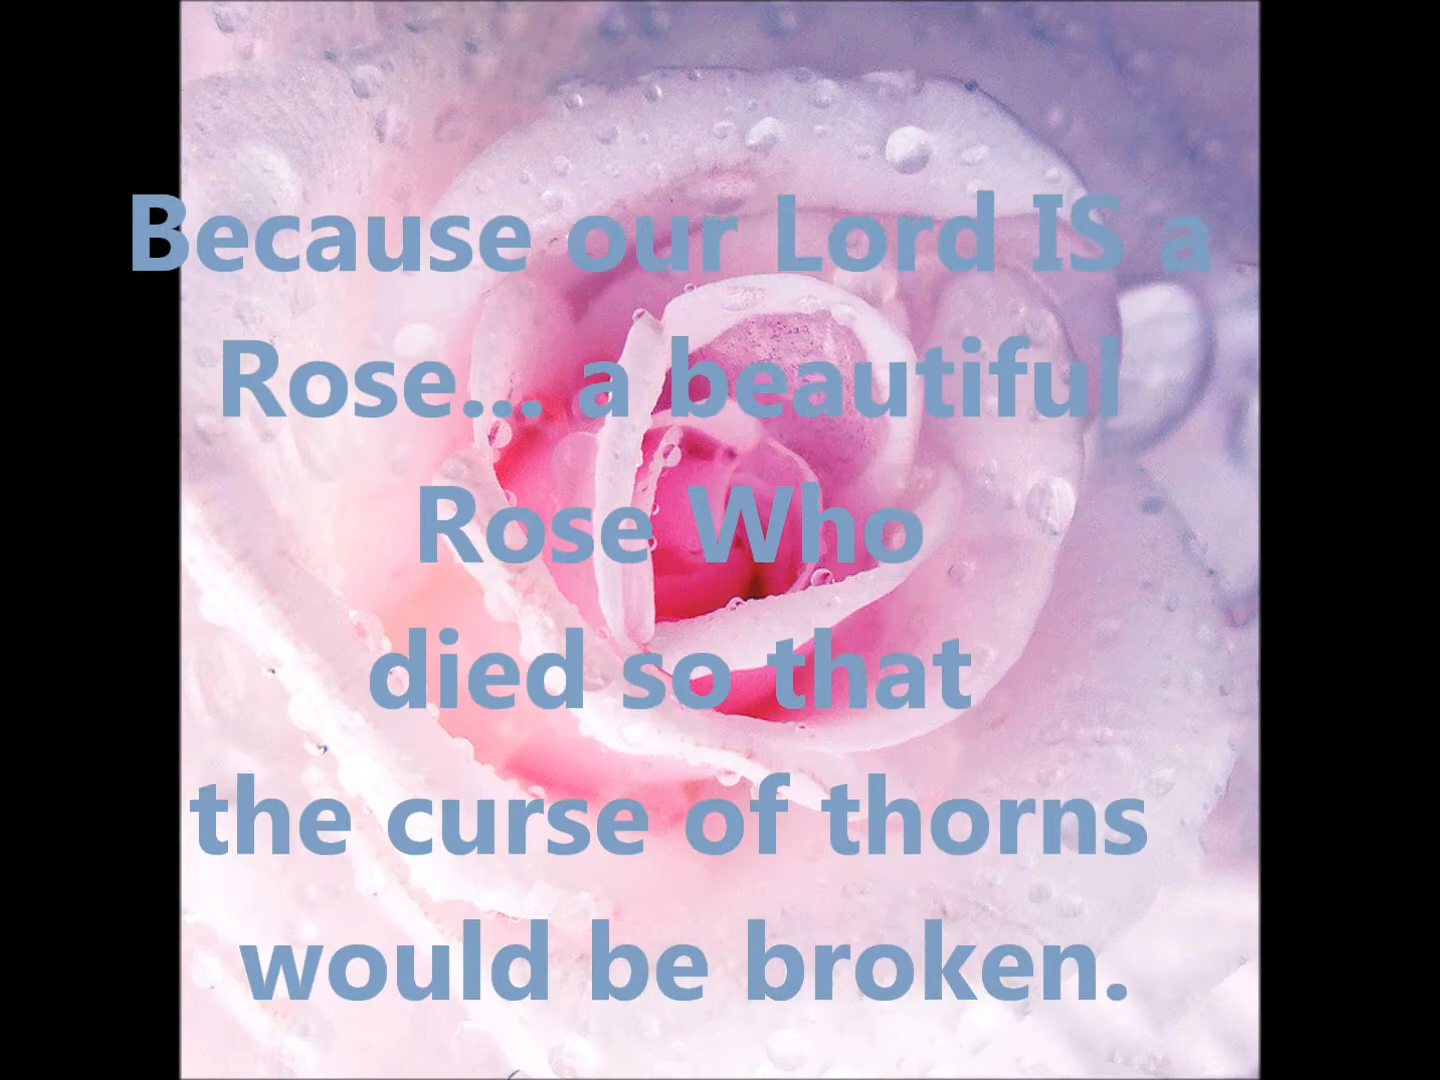 Because our Lord IS a
Rose... a beautiful
Rose Who
died so that
the curse of thorns
would be broken.